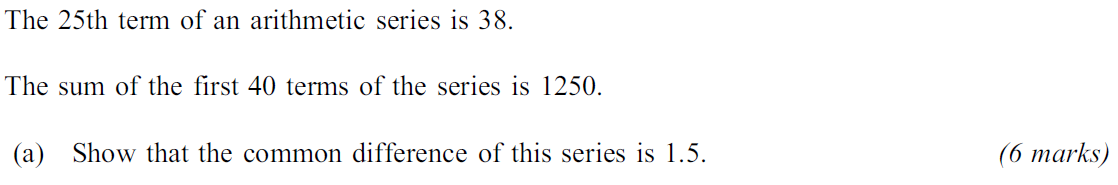 The 25th term of an arithmetic series is 38.
The sum of the first 40 terms of the series is 1250.
(a) Show that the common difference of this series is 1.5. (6 marks)